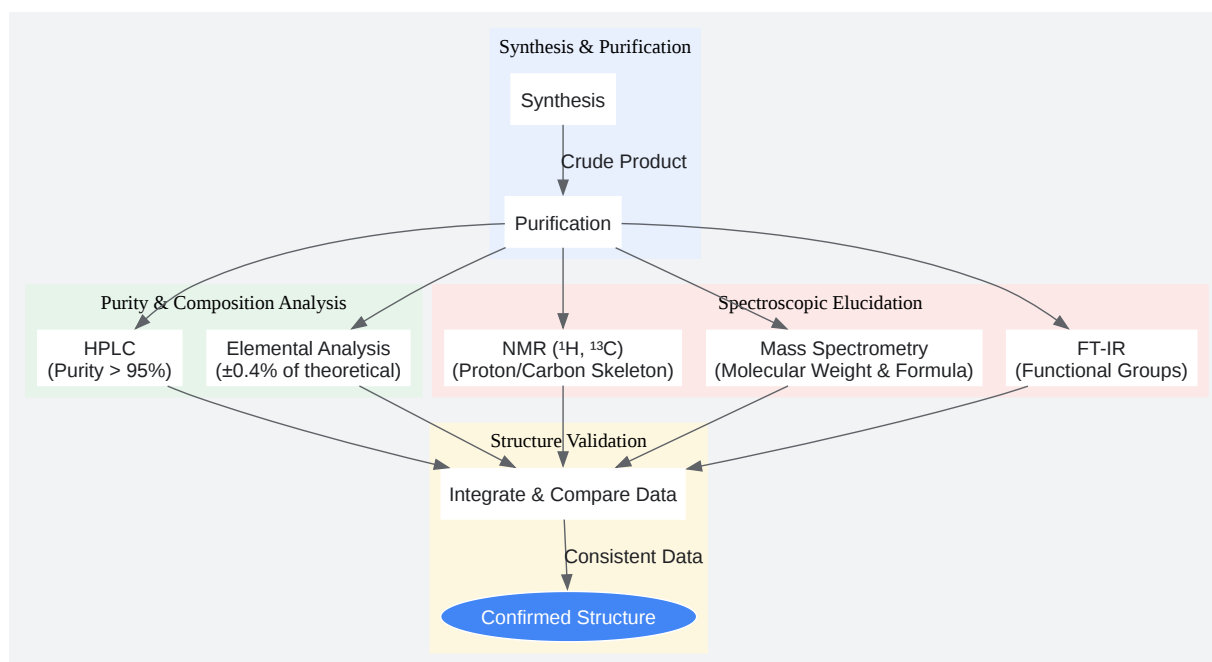 Synthesis & Purification
Synthesis
Crude Product
Purification
Purity & Composition Analysis
Spectroscopic Elucidation
HPLC
(Purity > 95%)
Elemental Analysis
(±0.4% of theoretical)
NMR (¹H, ¹³C)
(Proton/Carbon Skeleton)
Mass Spectrometry
(Molecular Weight & Formula)
FT-IR
(Functional Groups)
Structure Validation
Integrate & Compare Data
Consistent Data
Confirmed Structure